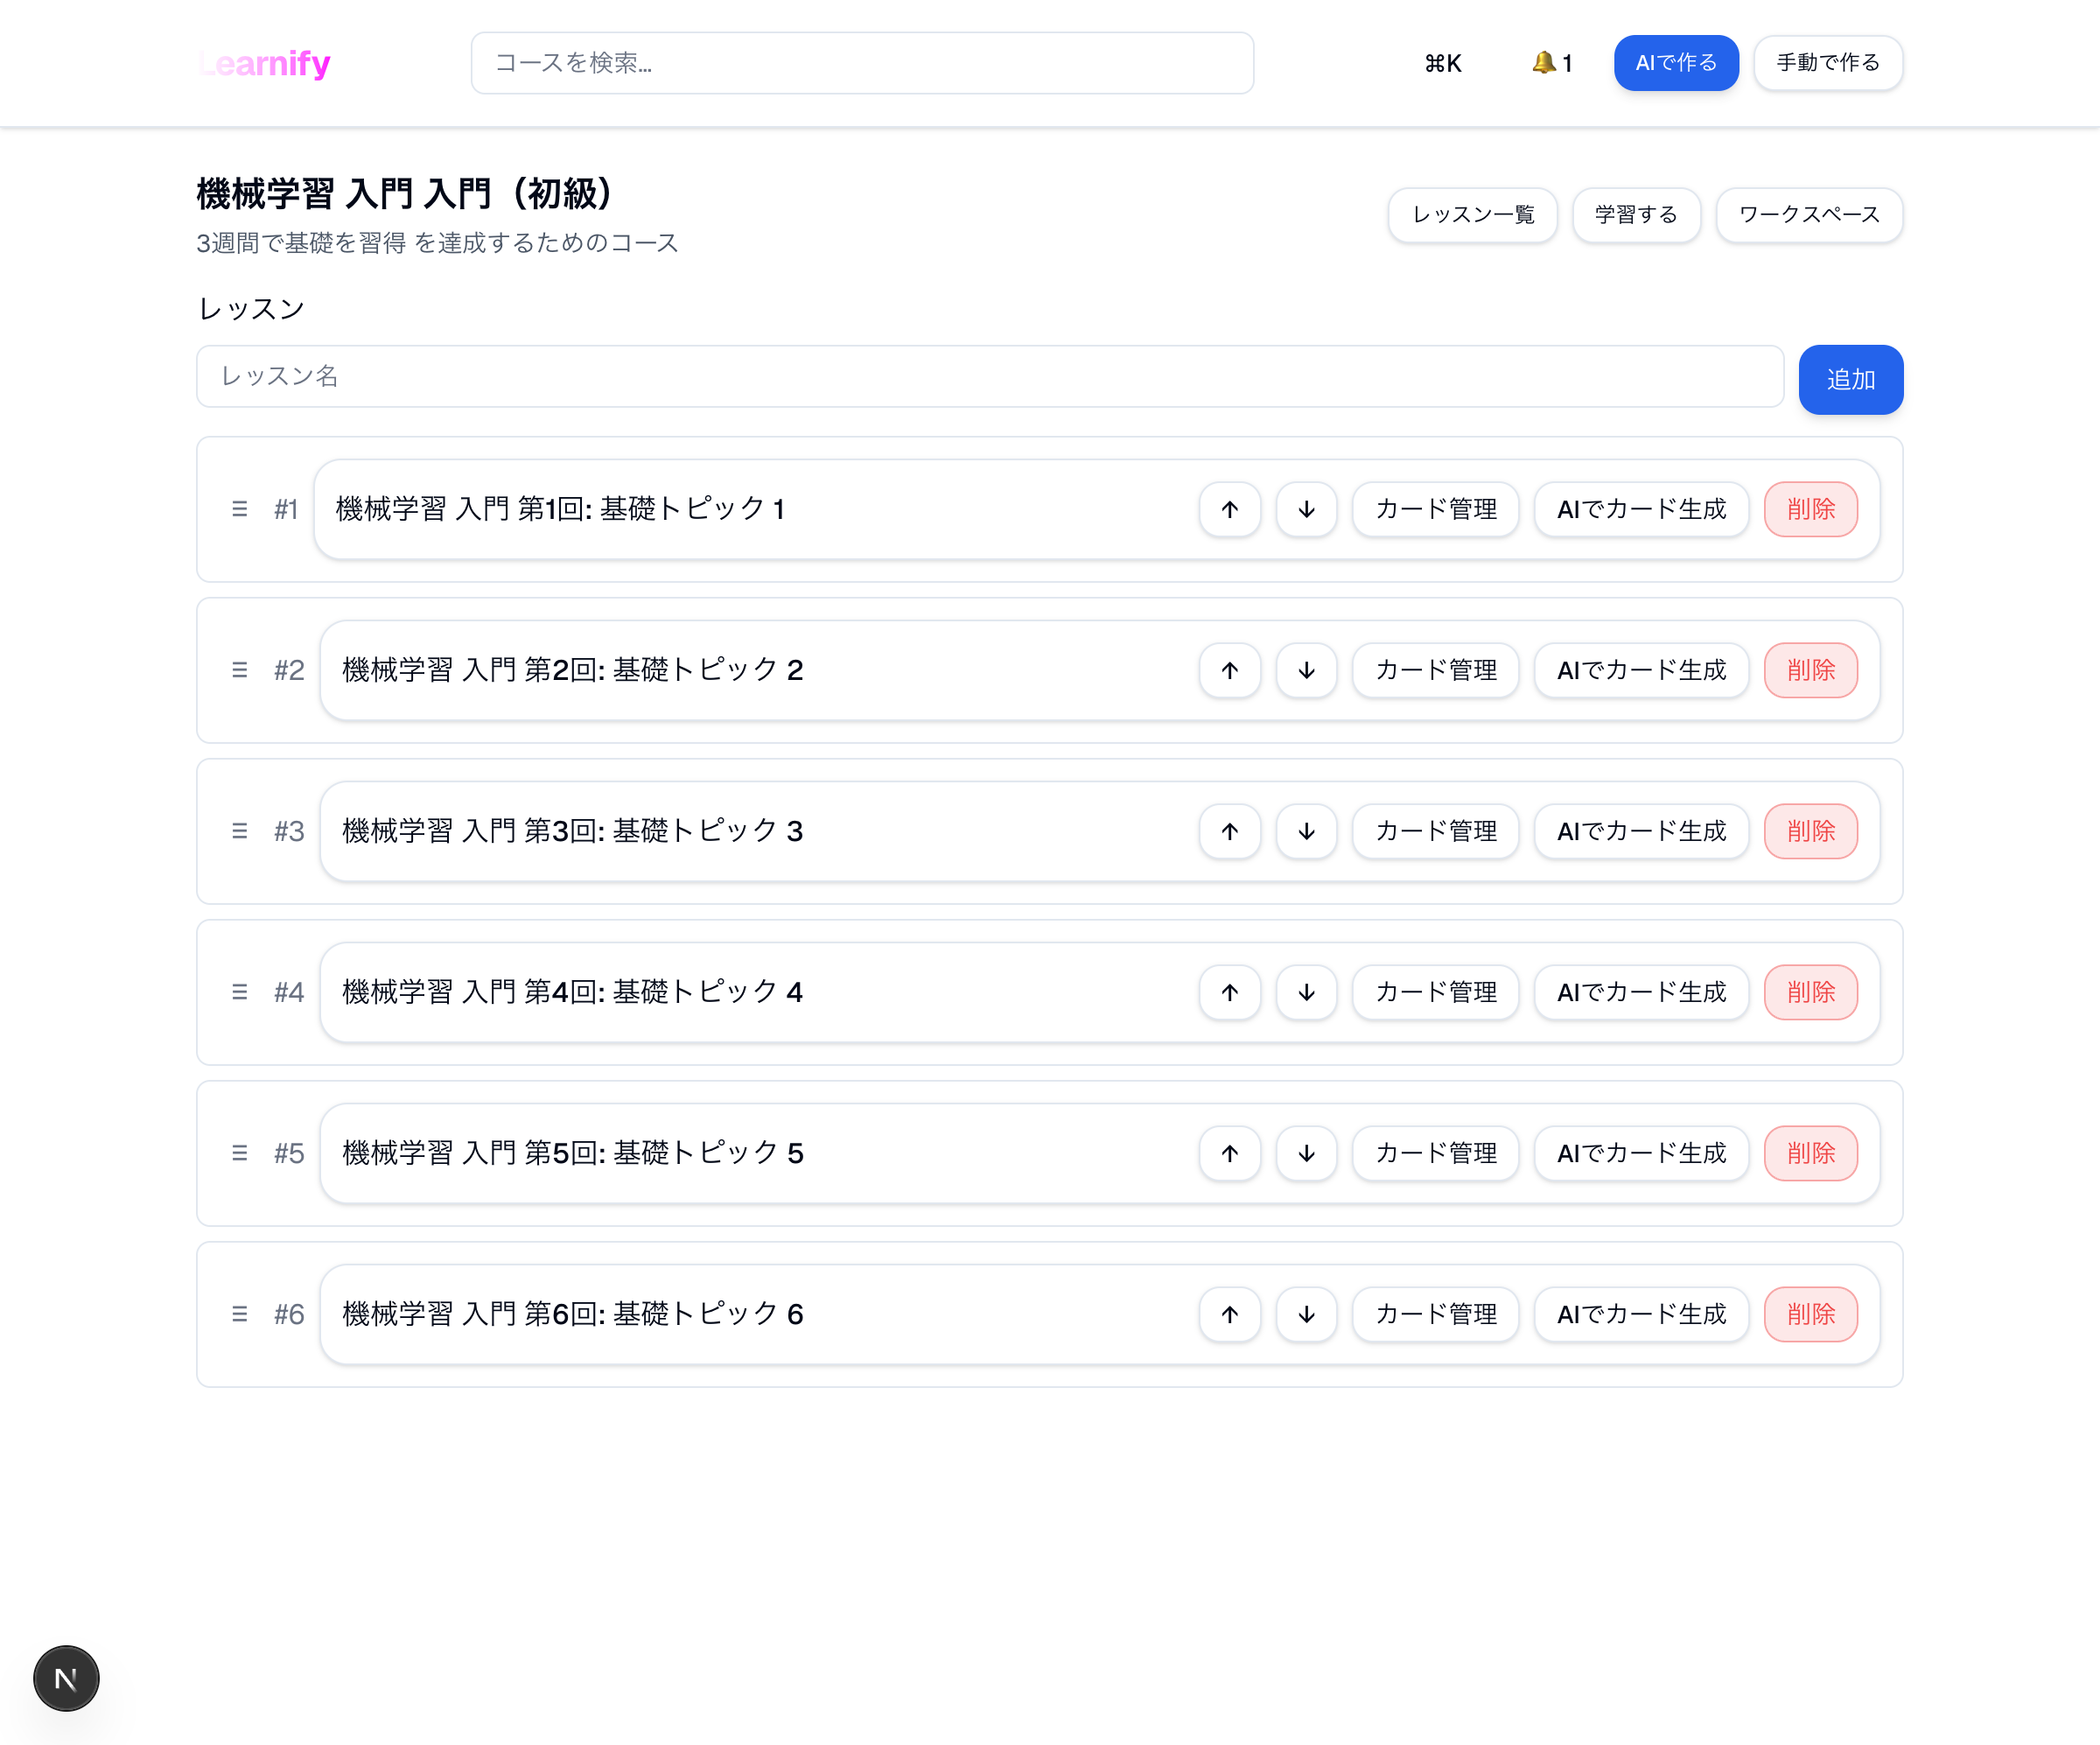 Learnify コースを検索... ⌘K 🔔1 AIで作る 手動で作る
機械学習 入門 入門（初級）
3週間で基礎を習得 を達成するためのコース
レッスン一覧 学習する ワークスペース
レッスン
レッスン名 追加
☰ #1 機械学習 入門 第1回: 基礎トピック 1 ↑ ↓ カード管理 AIでカード生成 削除
☰ #2 機械学習 入門 第2回: 基礎トピック 2 ↑ ↓ カード管理 AIでカード生成 削除
☰ #3 機械学習 入門 第3回: 基礎トピック 3 ↑ ↓ カード管理 AIでカード生成 削除
☰ #4 機械学習 入門 第4回: 基礎トピック 4 ↑ ↓ カード管理 AIでカード生成 削除
☰ #5 機械学習 入門 第5回: 基礎トピック 5 ↑ ↓ カード管理 AIでカード生成 削除
☰ #6 機械学習 入門 第6回: 基礎トピック 6 ↑ ↓ カード管理 AIでカード生成 削除
N